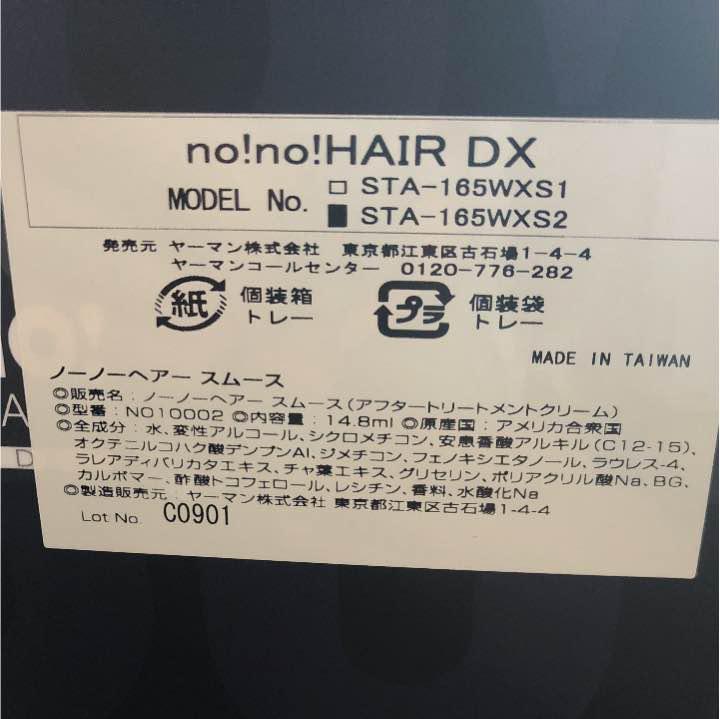 no!no!HAIR DX
MODEL No. □ STA-165WXS1
■ STA-165WXS2
発売元 ヤーマン株式会社 東京都江東区古石場1-4-4
ヤーマンコールセンター 0120-776-282
紙 個装箱
トレー
プラ 個装袋
トレー
MADE IN TAIWAN
ノーノーヘアー スムース
◎販売名:ノーノーヘアー スムース(アフタートリートメントクリーム)
◎型番:NO10002 ◎内容量:14.8ml ◎原産国:アメリカ合衆国
◎全成分:水、変性アルコール、シクロメチコン、安息香酸アルキル(C12-15)、
オクテニルコハク酸デンプンAl、ジメチコン、フェノキシエタノール、ラウレス-4、
ラレアディバリカタエキス、チャ葉エキス、グリセリン、ポリアクリル酸Na、BG、
カルボマー、酢酸トコフェロール、レシチン、香料、水酸化Na
◎製造販売元:ヤーマン株式会社 東京都江東区古石場1-4-4
Lot No. C0901